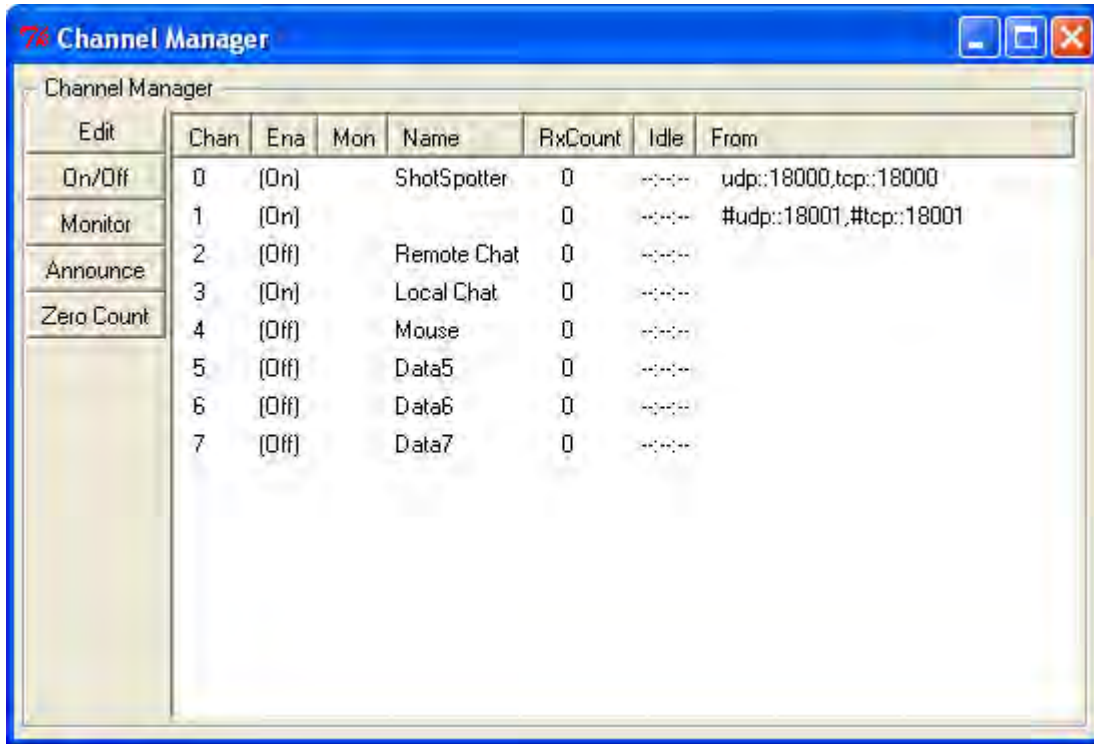 7% Channel Manager
Channel Manager
Edit
On/Off
Monitor
Announce
Zero Count
Chan Ena Mon Name RxCount Idle From
0 (On) ShotSpotter 0 --:--:-- udp::18000,tcp::18000
1 (On) 0 --:--:-- #udp::18001,#tcp::18001
2 (Off) Remote Chat 0 --:--:--
3 (On) Local Chat 0 --:--:--
4 (Off) Mouse 0 --:--:--
5 (Off) Data5 0 --:--:--
6 (Off) Data6 0 --:--:--
7 (Off) Data7 0 --:--:--